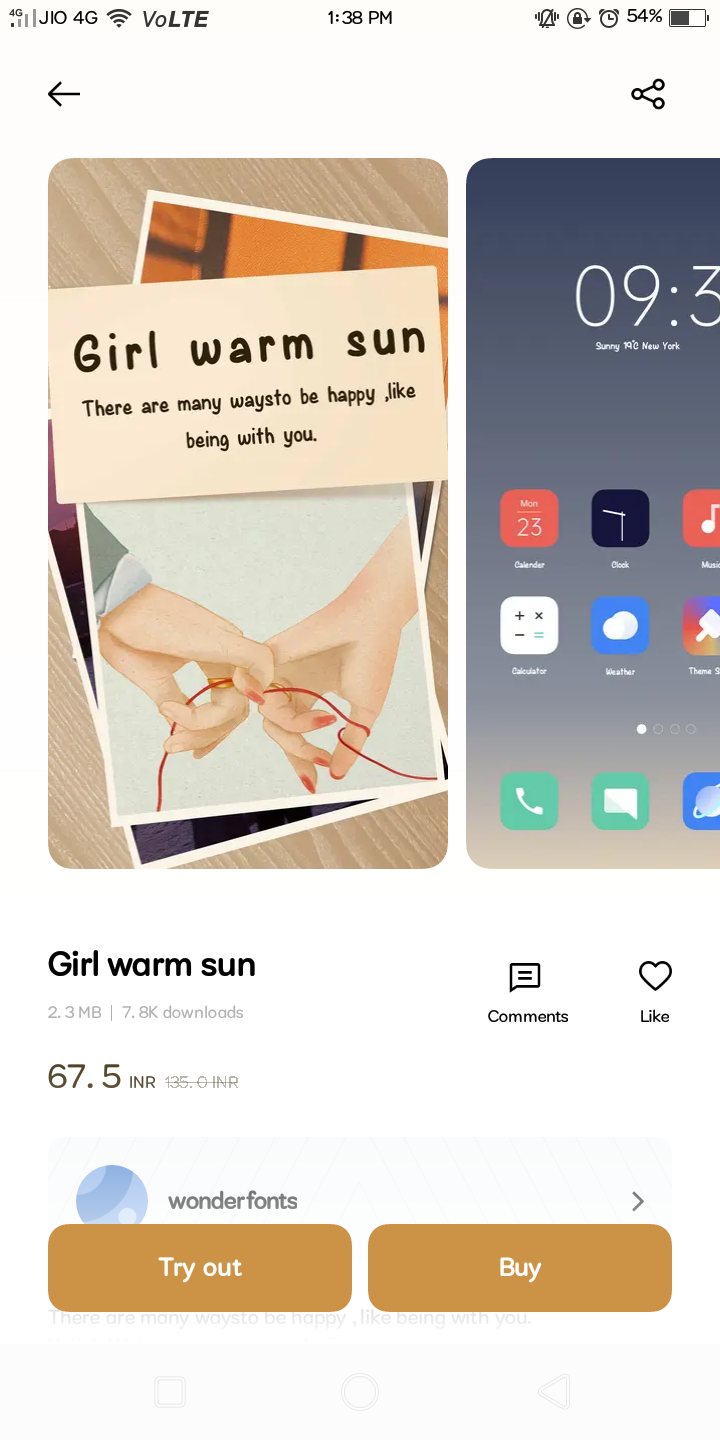 4G JIO 4G VoLTE 1:38 PM 54%
Girl warm sun
There are many waysto be happy ,like
being with you.
09:3
Sunny 19°C New York
Mon
23
Calender Clock Music
Calculator Weather Theme S
Girl warm sun
2. 3 MB | 7. 8K downloads
Comments Like
67. 5 INR 135. 0 INR
wonderfonts
Try out Buy
There are many waysto be happy ,like being with you.